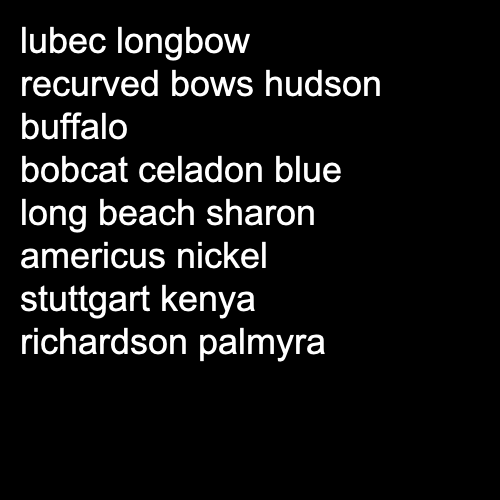 lubec longbow
recurved bows hudson
buffalo
bobcat celadon blue
long beach sharon
americus nickel
stuttgart kenya
richardson palmyra